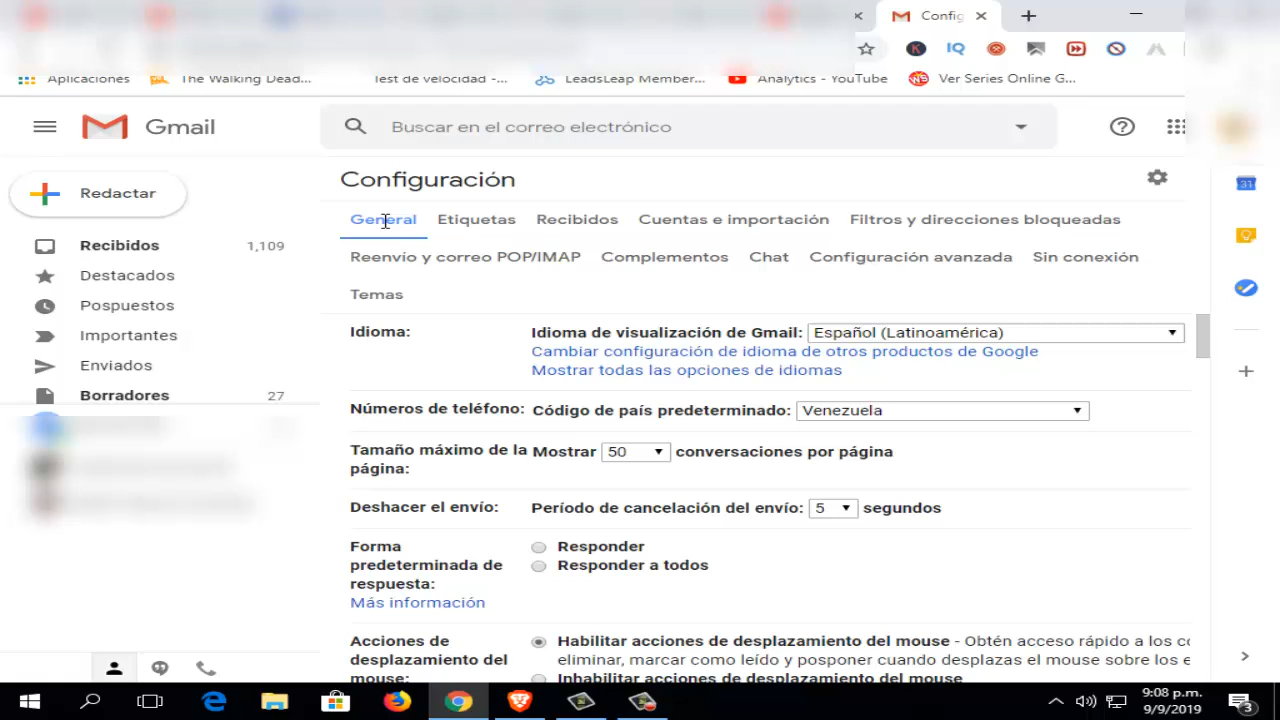 Config
IQ
Aplicaciones The Walking Dead... Test de velocidad -... LeadsLeap Member... Analytics - YouTube Ver Series Online G...
Gmail
Buscar en el correo electrónico
Redactar
Configuración
General Etiquetas Recibidos Cuentas e importación Filtros y direcciones bloqueadas
Reenvío y correo POP/IMAP Complementos Chat Configuración avanzada Sin conexión
Temas
Recibidos 1,109
Destacados
Pospuestos
Importantes
Enviados
Borradores 27
Idioma: Idioma de visualización de Gmail: Español (Latinoamérica)
Cambiar configuración de idioma de otros productos de Google
Mostrar todas las opciones de idiomas
Números de teléfono: Código de país predeterminado: Venezuela
Tamaño máximo de la página: Mostrar 50 conversaciones por página
Deshacer el envío: Período de cancelación del envío: 5 segundos
Forma
predeterminada de
respuesta:
Más información
Responder
Responder a todos
Acciones de
desplazamiento del
mouse:
Habilitar acciones de desplazamiento del mouse - Obtén acceso rápido a los co
eliminar, marcar como leído y posponer cuando desplazas el mouse sobre los e
Inhabilitar acciones de desplazamiento del mouse
31
9:08 p.m.
9/9/2019
3